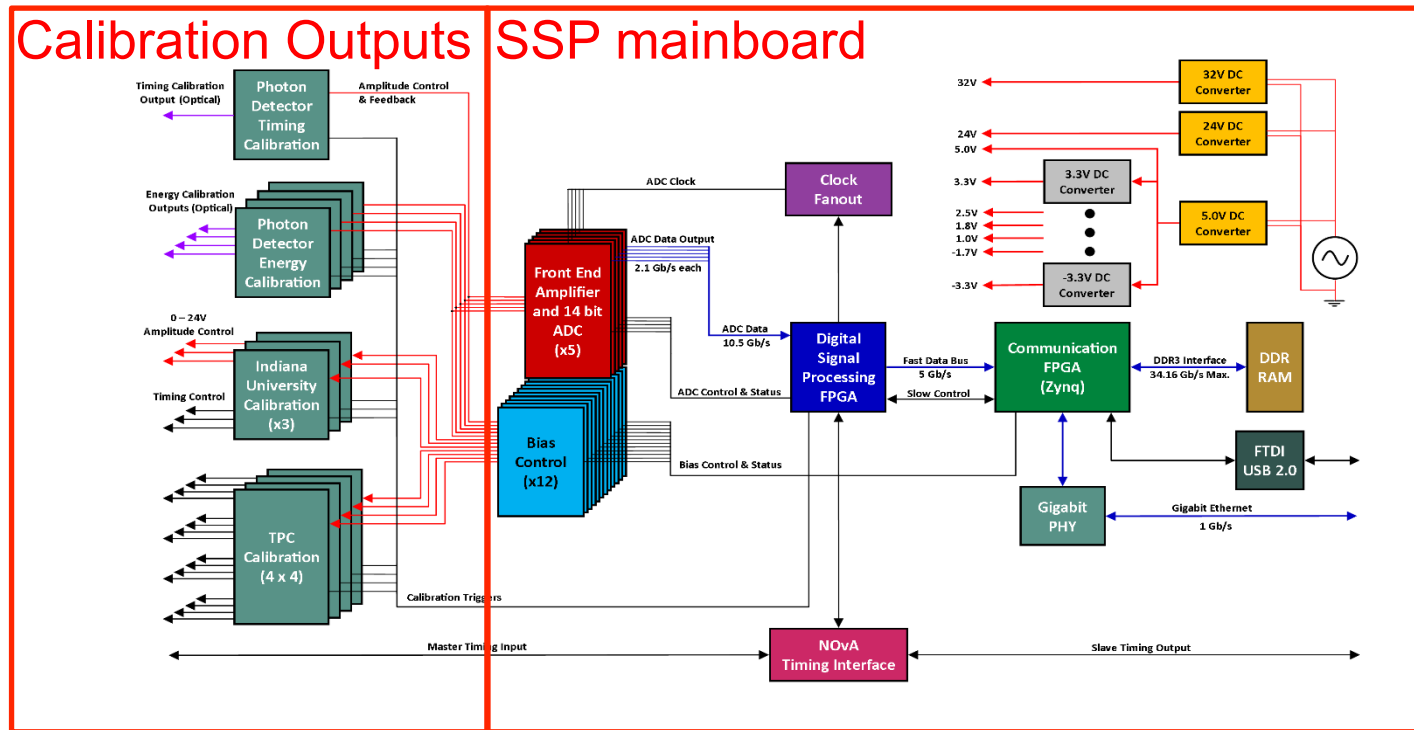 Calibration Outputs
SSP mainboard
Timing Calibration
Output (Optical)
Photon
Detector
Timing
Calibration
Amplitude Control
& Feedback
Energy Calibration
Outputs (Optical)
Photon
Detector
Energy
Calibration
0 – 24V
Amplitude Control
Timing Control
Indiana
University
Calibration
(x3)
TPC
Calibration
(4 x 4)
Calibration Triggers
Master Timing Input
ADC Clock
Clock
Fanout
ADC Data Output
2.1 Gb/s each
Front End
Amplifier
and 14 bit
ADC
(x5)
ADC Data
10.5 Gb/s
Digital
Signal
Processing
FPGA
ADC Control & Status
Bias
Control
(x12)
Bias Control & Status
Fast Data Bus
5 Gb/s
Slow Control
Communication
FPGA
(Zynq)
DDR3 Interface
34.16 Gb/s Max.
DDR
RAM
FTDI
USB 2.0
Gigabit
PHY
Gigabit Ethernet
1 Gb/s
NOvA
Timing Interface
Slave Timing Output
32V
32V DC
Converter
24V
24V DC
Converter
5.0V
3.3V
3.3V DC
Converter
2.5V
1.8V
1.0V
-1.7V
5.0V DC
Converter
-3.3V
-3.3V DC
Converter